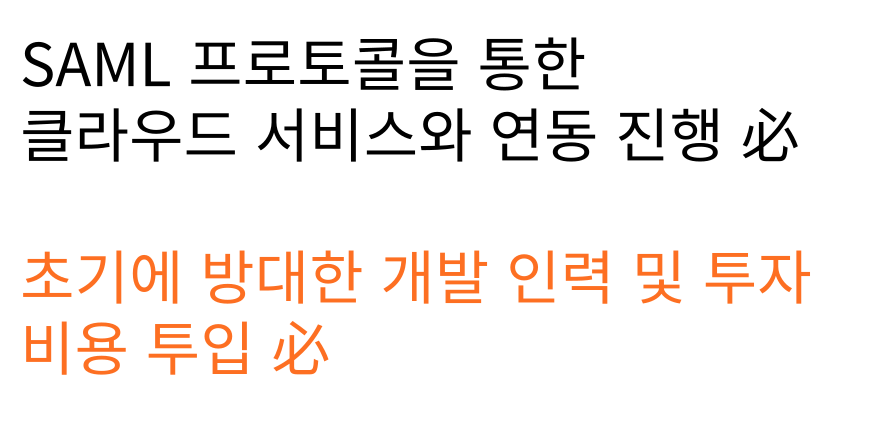 SAML 프로토콜을 통한
클라우드 서비스와 연동 진행 必
초기에 방대한 개발 인력 및 투자
비용 투입 必